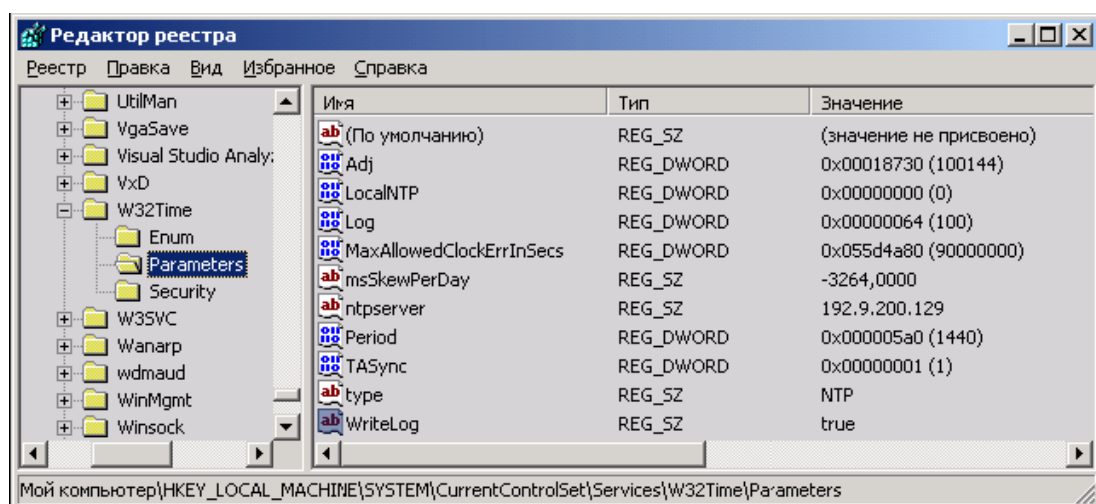 Редактор реестра
Реестр Правка Вид Избранное Справка
UtilMan
VgaSave
Visual Studio Analy:
VxD
W32Time
Enum
Parameters
Security
W3SVC
Wanarp
wdmaud
WinMgmt
Winsock
Имя Тип Значение
(По умолчанию) REG_SZ (значение не присвоено)
Adj REG_DWORD 0x00018730 (100144)
LocalNTP REG_DWORD 0x00000000 (0)
Log REG_DWORD 0x00000064 (100)
MaxAllowedClockErrInSecs REG_DWORD 0x055d4a80 (90000000)
msSkewPerDay REG_SZ -3264,0000
ntpserver REG_SZ 192.9.200.129
Period REG_DWORD 0x000005a0 (1440)
TASync REG_DWORD 0x00000001 (1)
type REG_SZ NTP
WriteLog REG_SZ true
Мой компьютер\HKEY_LOCAL_MACHINE\SYSTEM\CurrentControlSet\Services\W32Time\Parameters